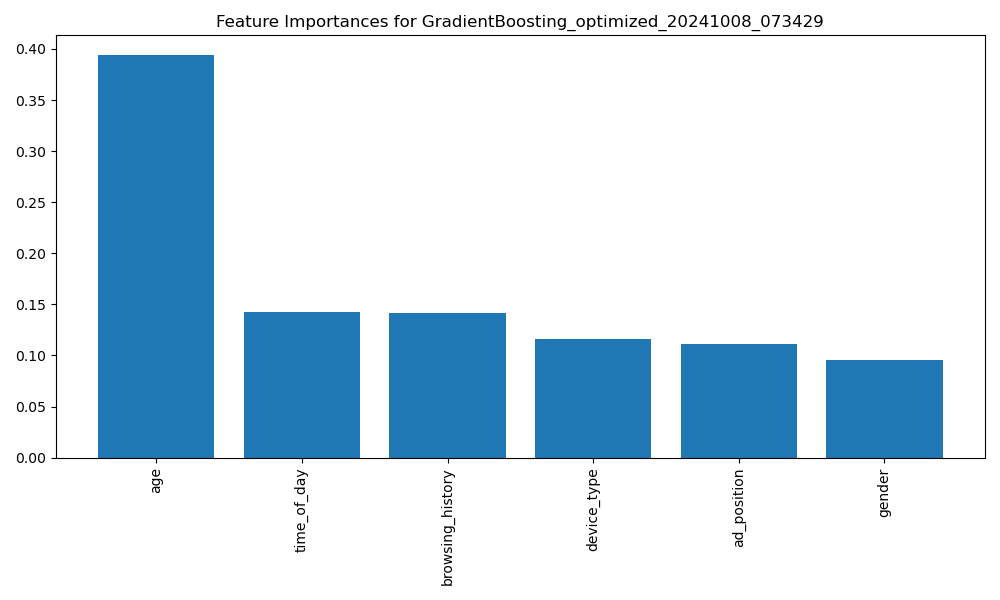 Feature Importances for GradientBoosting_optimized_20241008_073429
0.40
0.35
0.30
0.25
0.20
0.15
0.10
0.05
0.00
age
time_of_day
browsing_history
device_type
ad_position
gender